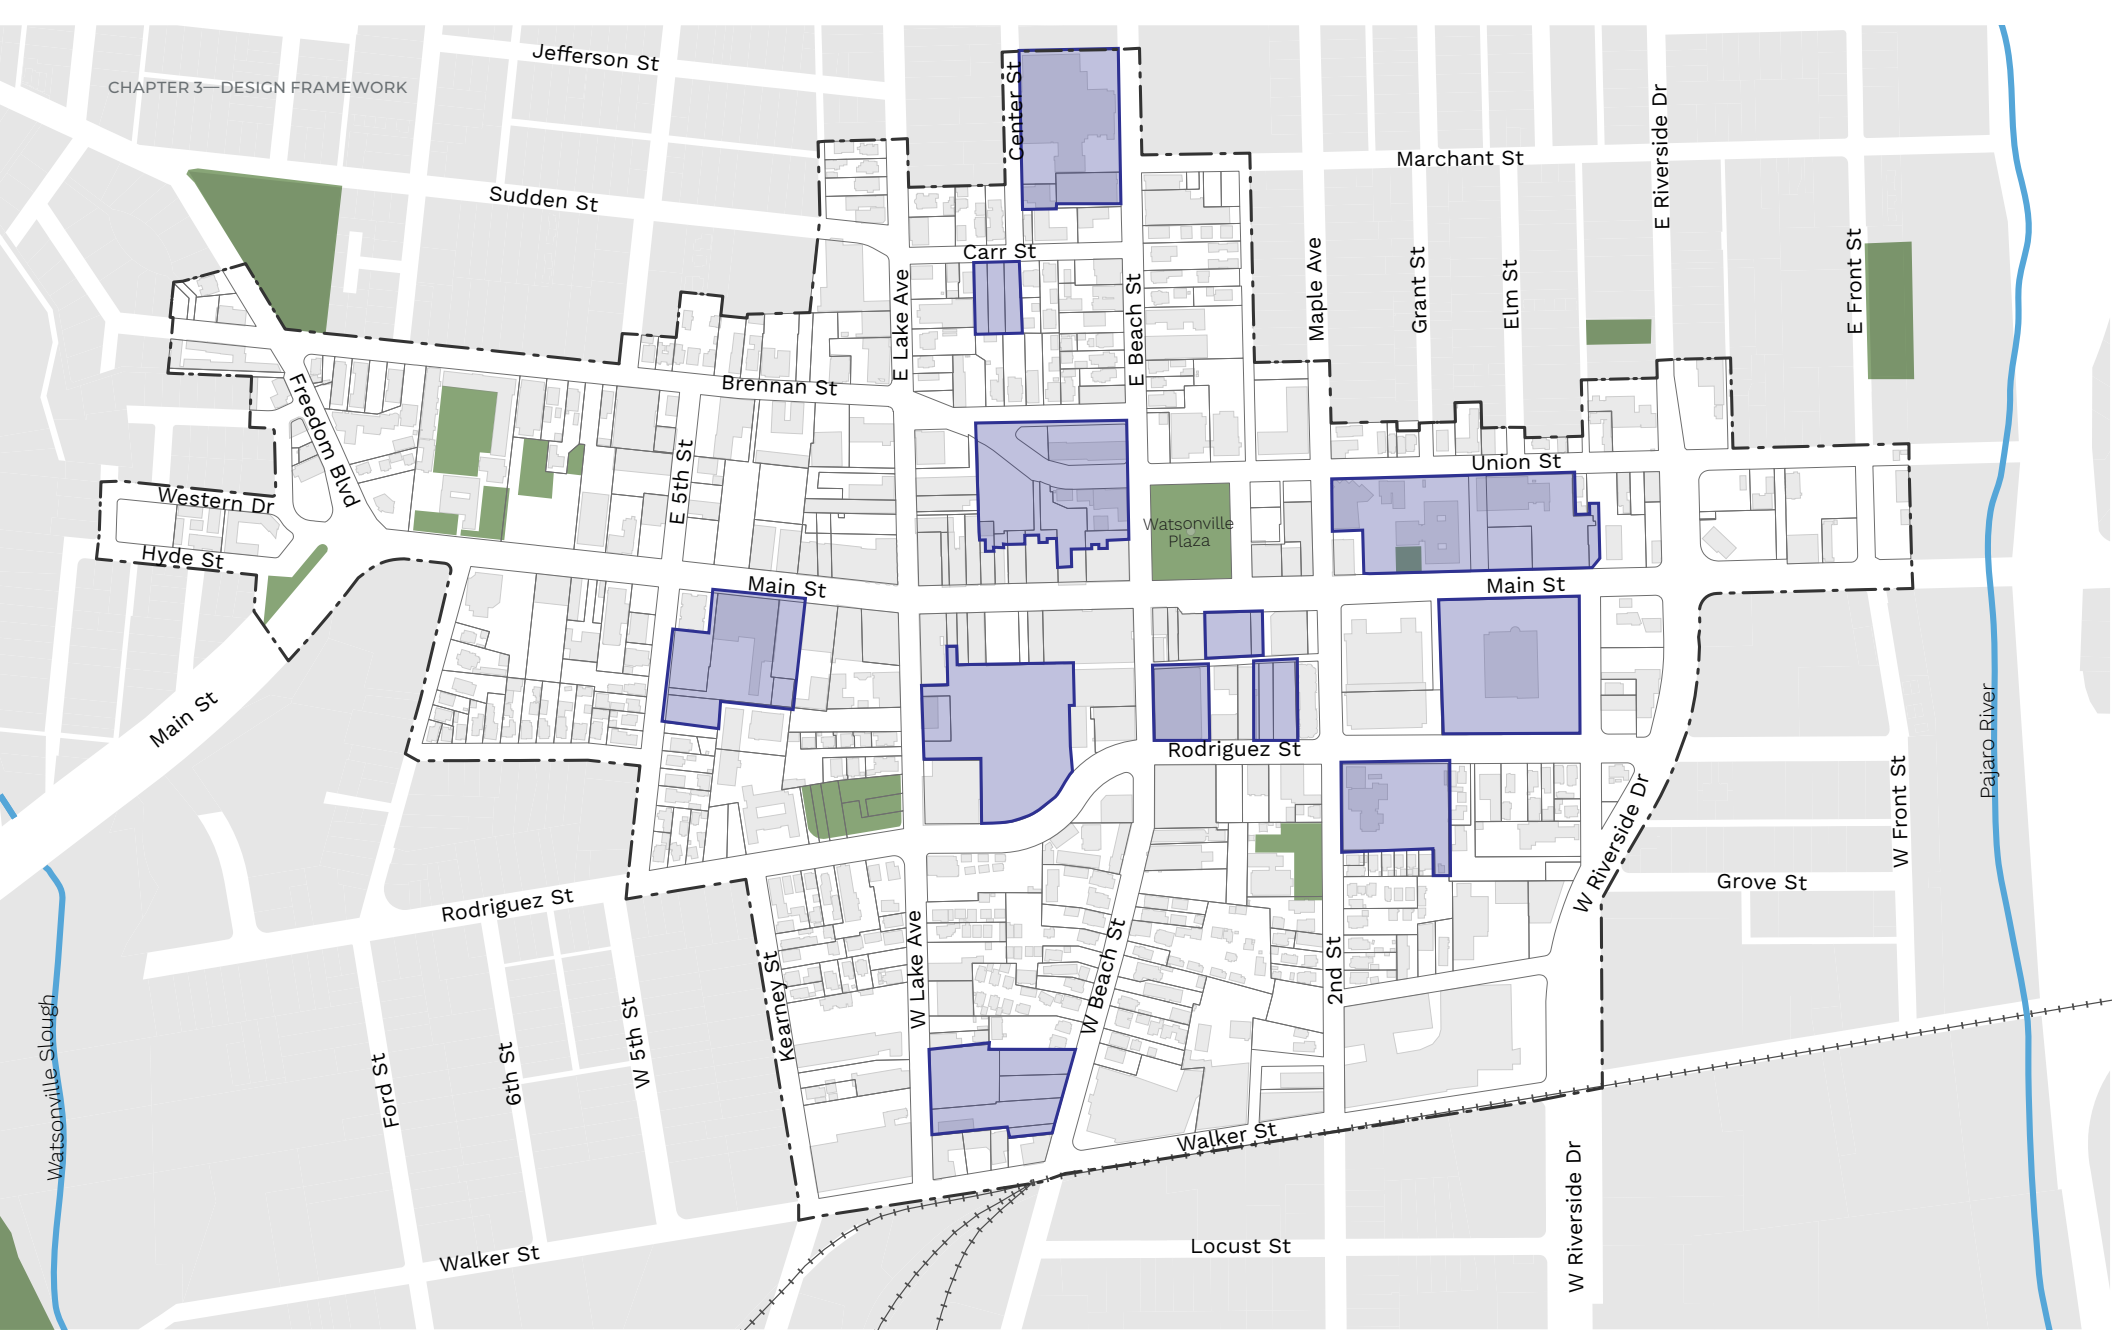 Jefferson St
CHAPTER 3—DESIGN FRAMEWORK
Center St
E Riverside Dr
Marchant St
Sudden St
Carr St
E Lake Ave
E Beach St
Maple Ave
Grant St
Elm St
E Front St
Brennan St
Freedom Blvd
E 5th St
Union St
Western Dr
Watsonville
Plaza
Hyde St
Main St
Main St
Main St
Pajaro River
Rodriguez St
W Front St
W Riverside Dr
Grove St
Rodriguez St
W Lake Ave
W Beach St
2nd St
Kearney St
Watsonville Slough
Ford St
6th St
W 5th St
Walker St
W Riverside Dr
Walker St
Locust St